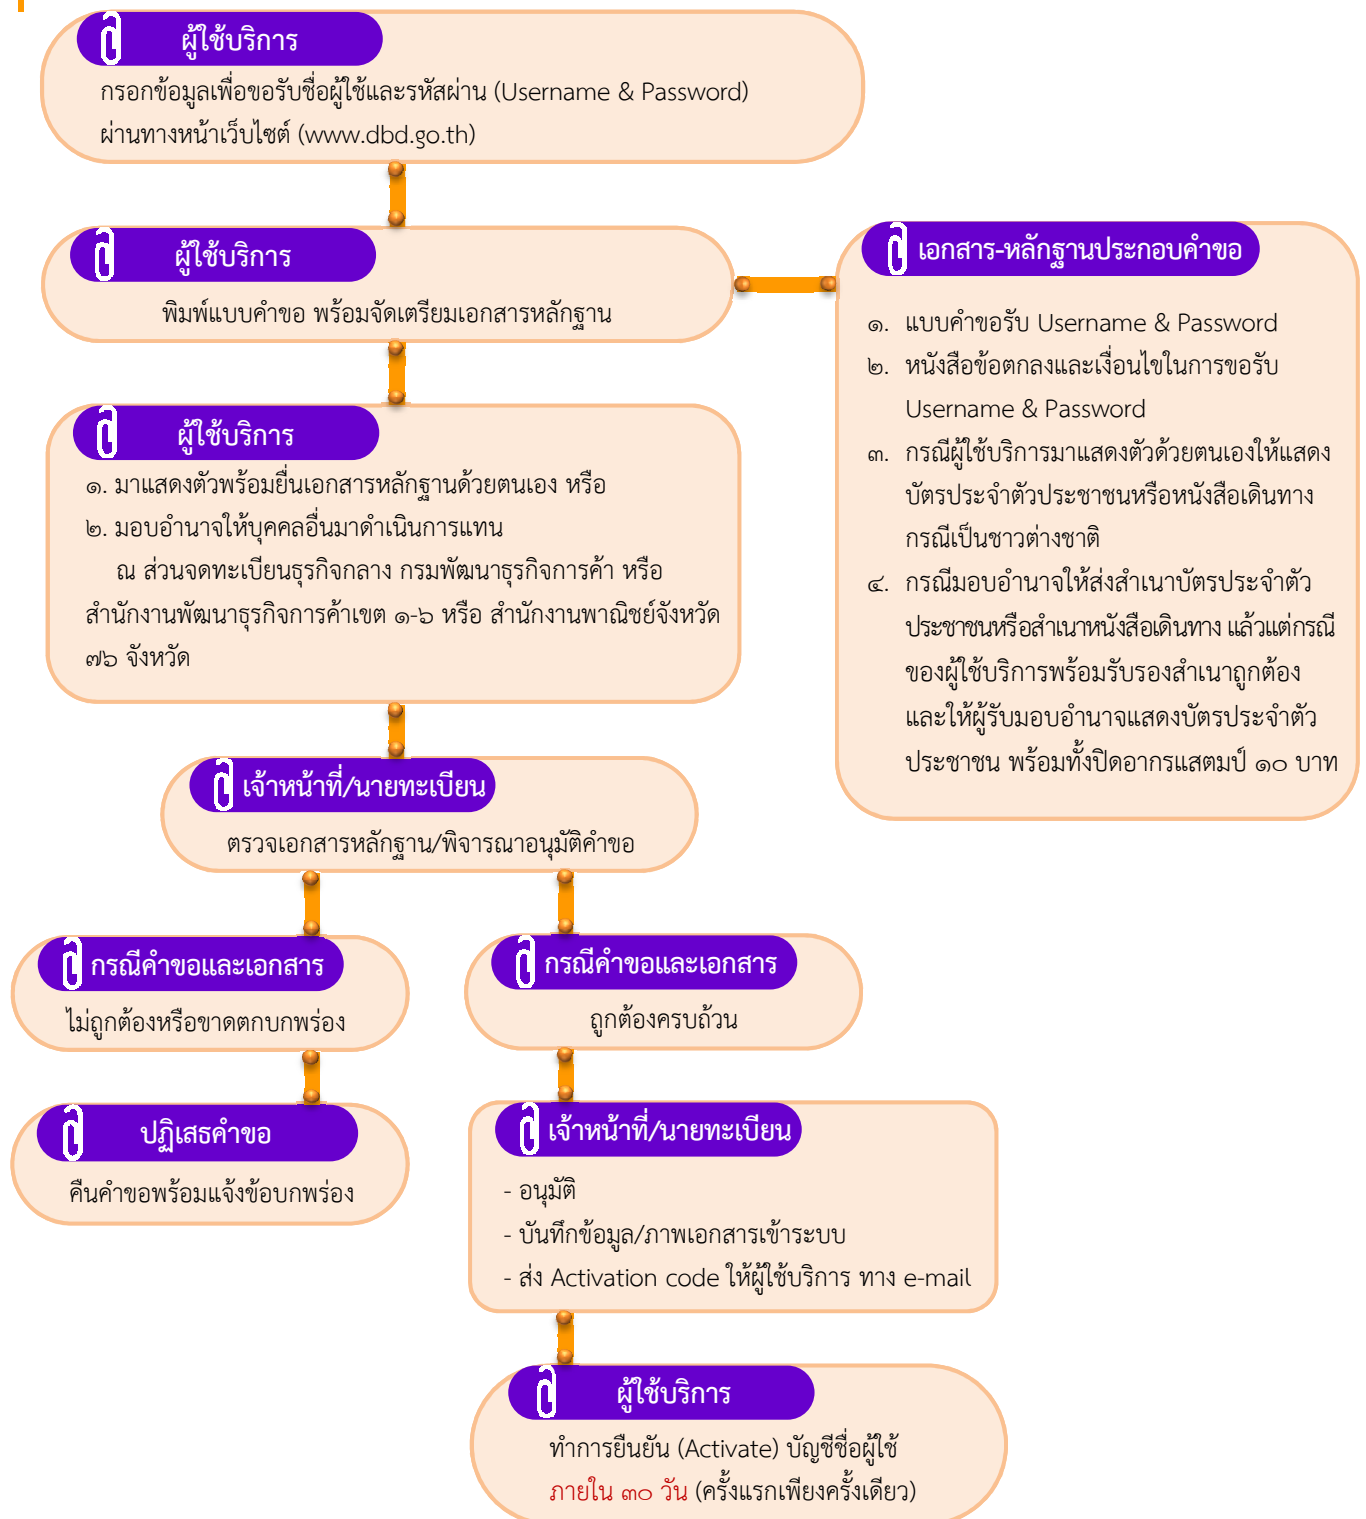 ผู้ใช้บริการ
กรอกข้อมูลเพื่อขอรับชื่อผู้ใช้และรหัสผ่าน (Username & Password)
ผ่านทางหน้าเว็บไซต์ (www.dbd.go.th)
ผู้ใช้บริการ
พิมพ์แบบคำขอ พร้อมจัดเตรียมเอกสารหลักฐาน
เอกสาร-หลักฐานประกอบคำขอ
๑. แบบคำขอรับ Username & Password
๒. หนังสือข้อตกลงและเงื่อนไขในการขอรับ
Username & Password
๓. กรณีผู้ใช้บริการมาแสดงตัวด้วยตนเองให้แสดง
บัตรประจำตัวประชาชนหรือหนังสือเดินทาง
กรณีเป็นชาวต่างชาติ
๔. กรณีมอบอำนาจให้ส่งสำเนาบัตรประจำตัว
ประชาชนหรือสำเนาหนังสือเดินทาง แล้วแต่กรณี
ของผู้ใช้บริการพร้อมรับรองสำเนาถูกต้อง
และให้ผู้รับมอบอำนาจแสดงบัตรประจำตัว
ประชาชน พร้อมทั้งปิดอากรแสตมป์ ๑๐ บาท
ผู้ใช้บริการ
๑. มาแสดงตัวพร้อมยื่นเอกสารหลักฐานด้วยตนเอง หรือ
๒. มอบอำนาจให้บุคคลอื่นมาดำเนินการแทน
ณ ส่วนจดทะเบียนธุรกิจกลาง กรมพัฒนาธุรกิจการค้า หรือ
สำนักงานพัฒนาธุรกิจการค้าเขต ๑-๖ หรือ สำนักงานพาณิชย์จังหวัด
๗๖ จังหวัด
เจ้าหน้าที่/นายทะเบียน
ตรวจเอกสารหลักฐาน/พิจารณาอนุมัติคำขอ
กรณีคำขอและเอกสาร
ไม่ถูกต้องหรือขาดตกบกพร่อง
ปฏิเสธคำขอ
คืนคำขอพร้อมแจ้งข้อบกพร่อง
กรณีคำขอและเอกสาร
ถูกต้องครบถ้วน
เจ้าหน้าที่/นายทะเบียน
- อนุมัติ
- บันทึกข้อมูล/ภาพเอกสารเข้าระบบ
- ส่ง Activation code ให้ผู้ใช้บริการ ทาง e-mail
ผู้ใช้บริการ
ทำการยืนยัน (Activate) บัญชีชื่อผู้ใช้
ภายใน ๓๐ วัน (ครั้งแรกเพียงครั้งเดียว)